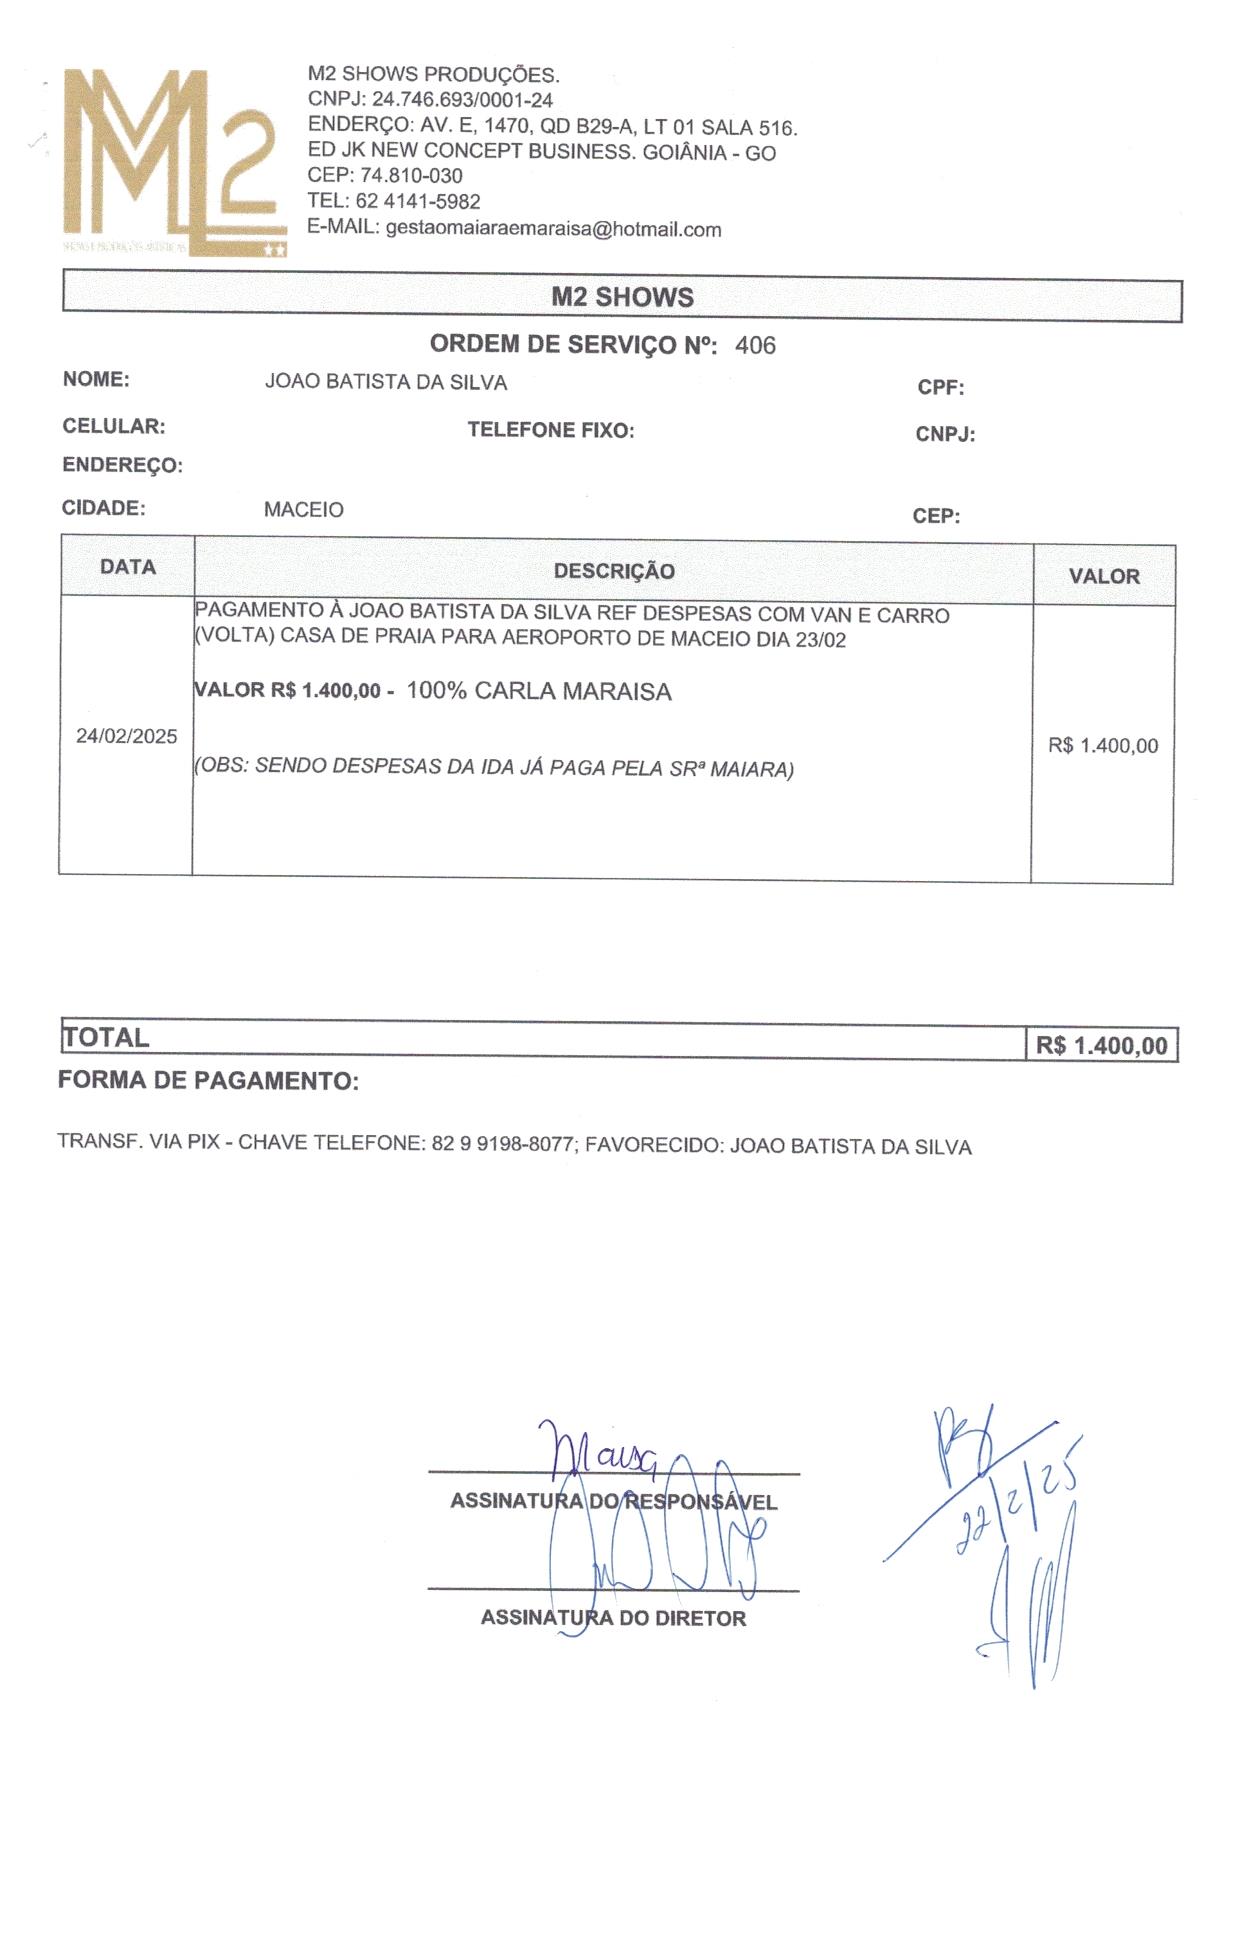 M2 SHOWS PRODUÇÕES.
CNPJ: 24.746.693/0001-24
ENDERÇO: AV. E, 1470, QD B29-A, LT 01 SALA 516.
ED JK NEW CONCEPT BUSINESS. GOIÂNIA - GO
CEP: 74.810-030
TEL: 62 4141-5982
E-MAIL: gestaomaiaraemaraisa@hotmail.com
ML2
SHOWS E PRODUÇÕES ARTÍSTICAS
M2 SHOWS
ORDEM DE SERVIÇO Nº: 406
NOME: JOAO BATISTA DA SILVA CPF:
CELULAR: TELEFONE FIXO: CNPJ:
ENDEREÇO:
CIDADE: MACEIO CEP:
DATA DESCRIÇÃO VALOR
PAGAMENTO À JOAO BATISTA DA SILVA REF DESPESAS COM VAN E CARRO
(VOLTA) CASA DE PRAIA PARA AEROPORTO DE MACEIO DIA 23/02
VALOR R$ 1.400,00 - 100% CARLA MARAISA
24/02/2025 R$ 1.400,00
(OBS: SENDO DESPESAS DA IDA JÁ PAGA PELA SRª MAIARA)
TOTAL R$ 1.400,00
FORMA DE PAGAMENTO:
TRANSF. VIA PIX - CHAVE TELEFONE: 82 9 9198-8077; FAVORECIDO: JOAO BATISTA DA SILVA
ASSINATURA DO RESPONSÁVEL
22/2/25
ASSINATURA DO DIRETOR